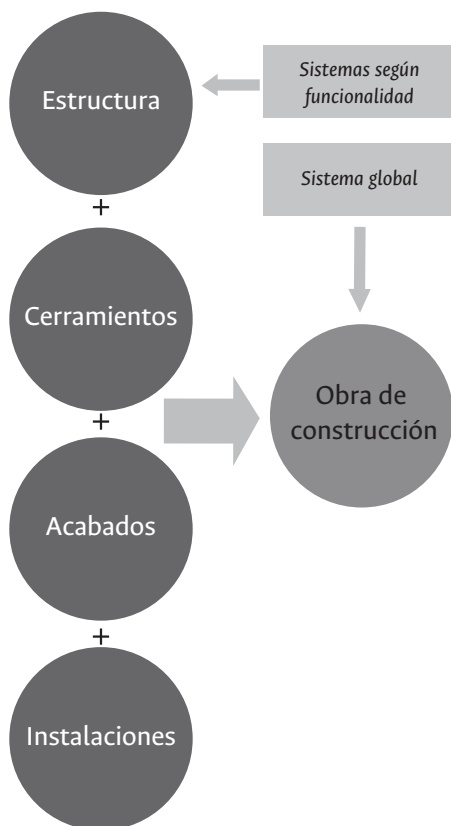 Estructura
Sistemas según
funcionalidad
Sistema global
+
Cerramientos
+
Obra de
construcción
Acabados
+
Instalaciones